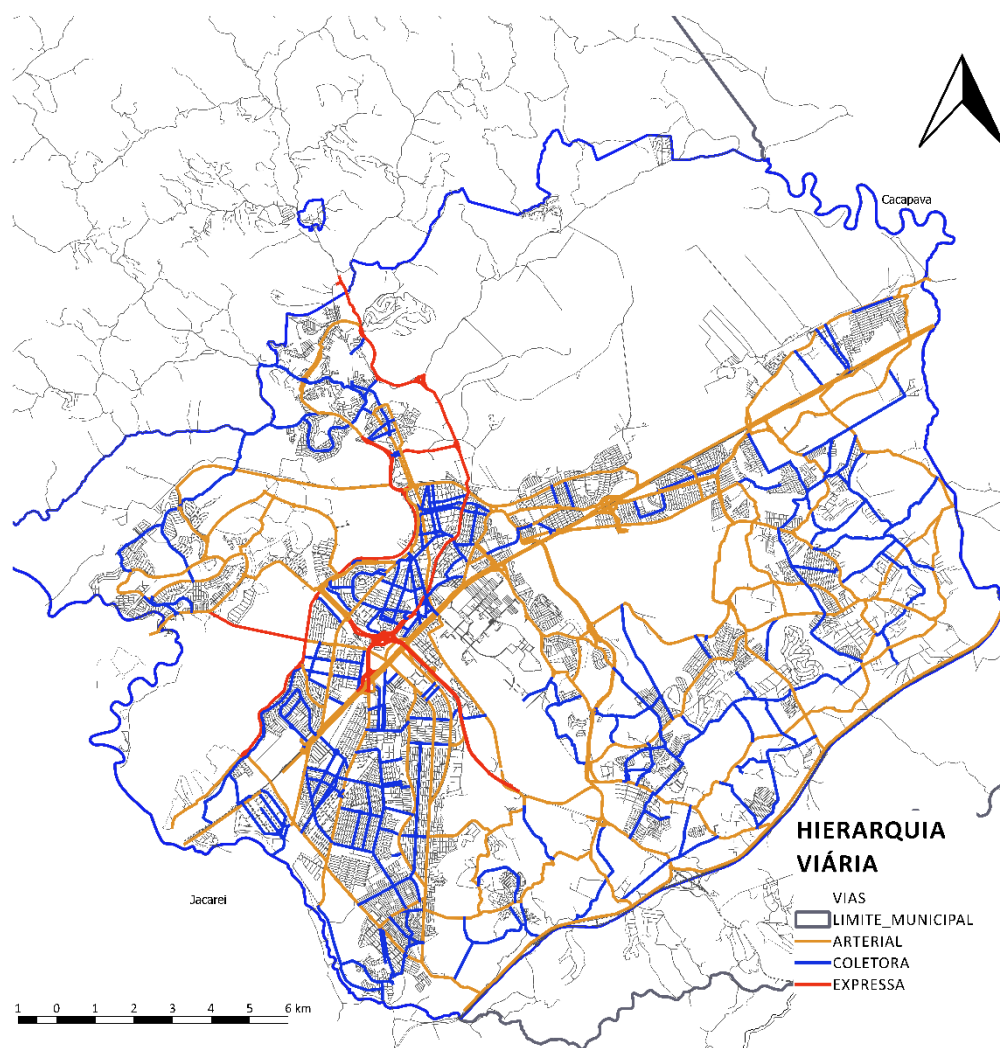 Cacapava
HIERARQUIA
VIÁRIA
VIAS
LIMITE_MUNICIPAL
ARTERIAL
COLETORA
EXPRESSA
Jacarei
1 0 1 2 3 4 5 6 km